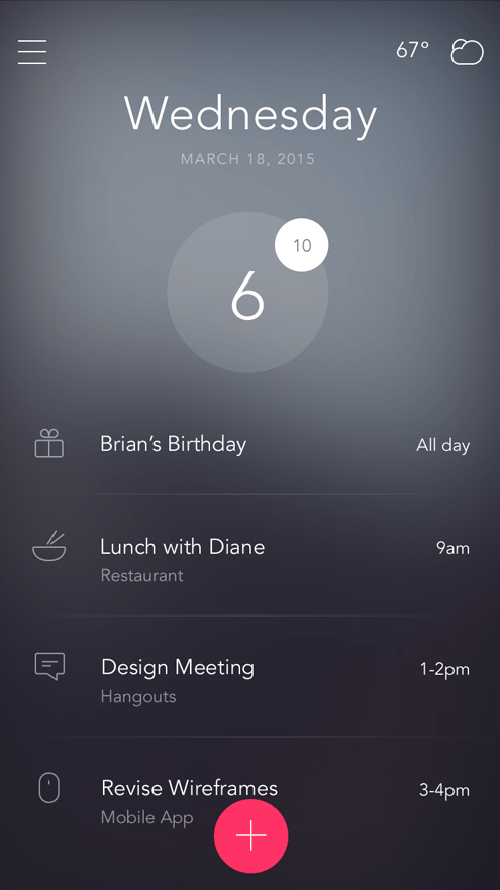 67°
Wednesday
MARCH 18, 2015
10
6
Brian’s Birthday All day
Lunch with Diane 9am
Restaurant
Design Meeting 1-2pm
Hangouts
Revise Wireframes 3-4pm
Mobile App